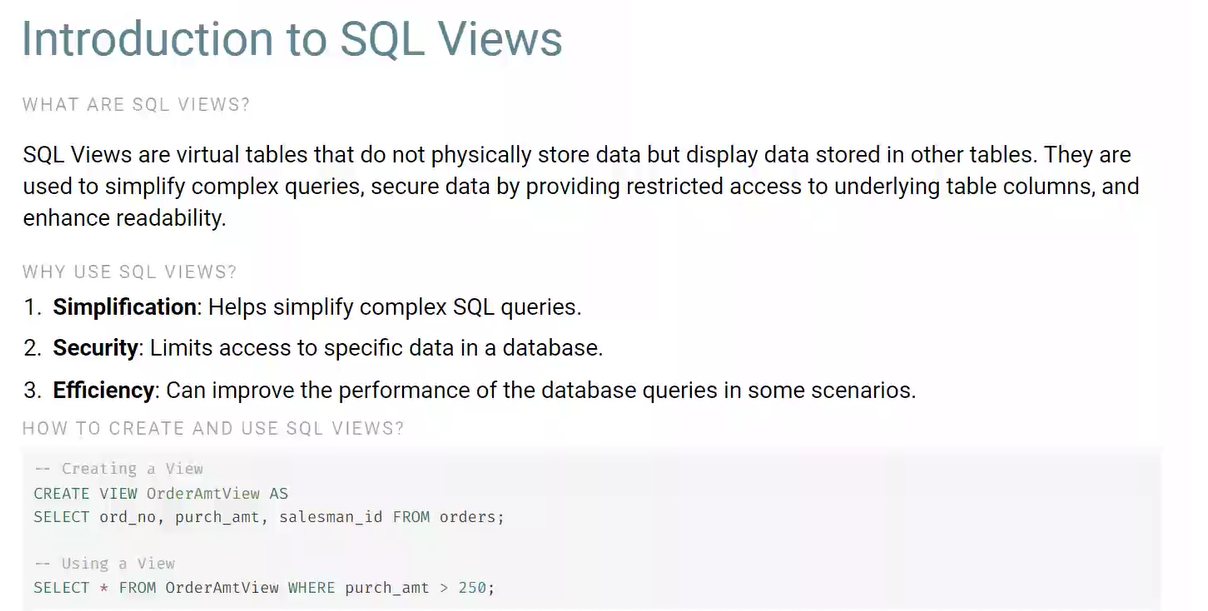 Introduction to SQL Views
WHAT ARE SQL VIEWS?
SQL Views are virtual tables that do not physically store data but display data stored in other tables. They are
used to simplify complex queries, secure data by providing restricted access to underlying table columns, and
enhance readability.
WHY USE SQL VIEWS?
1. Simplification: Helps simplify complex SQL queries.
2. Security: Limits access to specific data in a database.
3. Efficiency: Can improve the performance of the database queries in some scenarios.
HOW TO CREATE AND USE SQL VIEWS?
-- Creating a View
CREATE VIEW OrderAmtView AS
SELECT ord_no, purch_amt, salesman_id FROM orders;
-- Using a View
SELECT * FROM OrderAmtView WHERE purch_amt > 250;